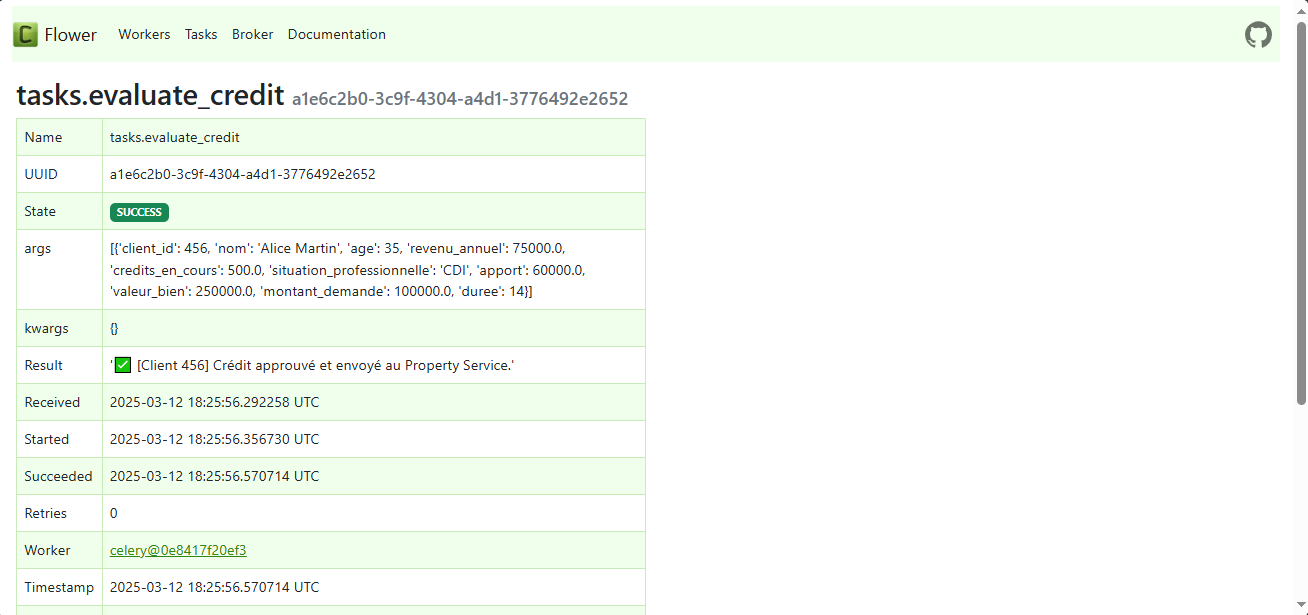 C Flower Workers Tasks Broker Documentation
tasks.evaluate_credit a1e6c2b0-3c9f-4304-a4d1-3776492e2652
Name tasks.evaluate_credit
UUID a1e6c2b0-3c9f-4304-a4d1-3776492e2652
State SUCCESS
args [{'client_id': 456, 'nom': 'Alice Martin', 'age': 35, 'revenu_annuel': 75000.0,
'credits_en_cours': 500.0, 'situation_professionnelle': 'CDI', 'apport': 60000.0,
'valeur_bien': 250000.0, 'montant_demande': 100000.0, 'duree': 14}]
kwargs {}
Result '✅ [Client 456] Crédit approuvé et envoyé au Property Service.'
Received 2025-03-12 18:25:56.292258 UTC
Started 2025-03-12 18:25:56.356730 UTC
Succeeded 2025-03-12 18:25:56.570714 UTC
Retries 0
Worker celery@0e8417f20ef3
Timestamp 2025-03-12 18:25:56.570714 UTC